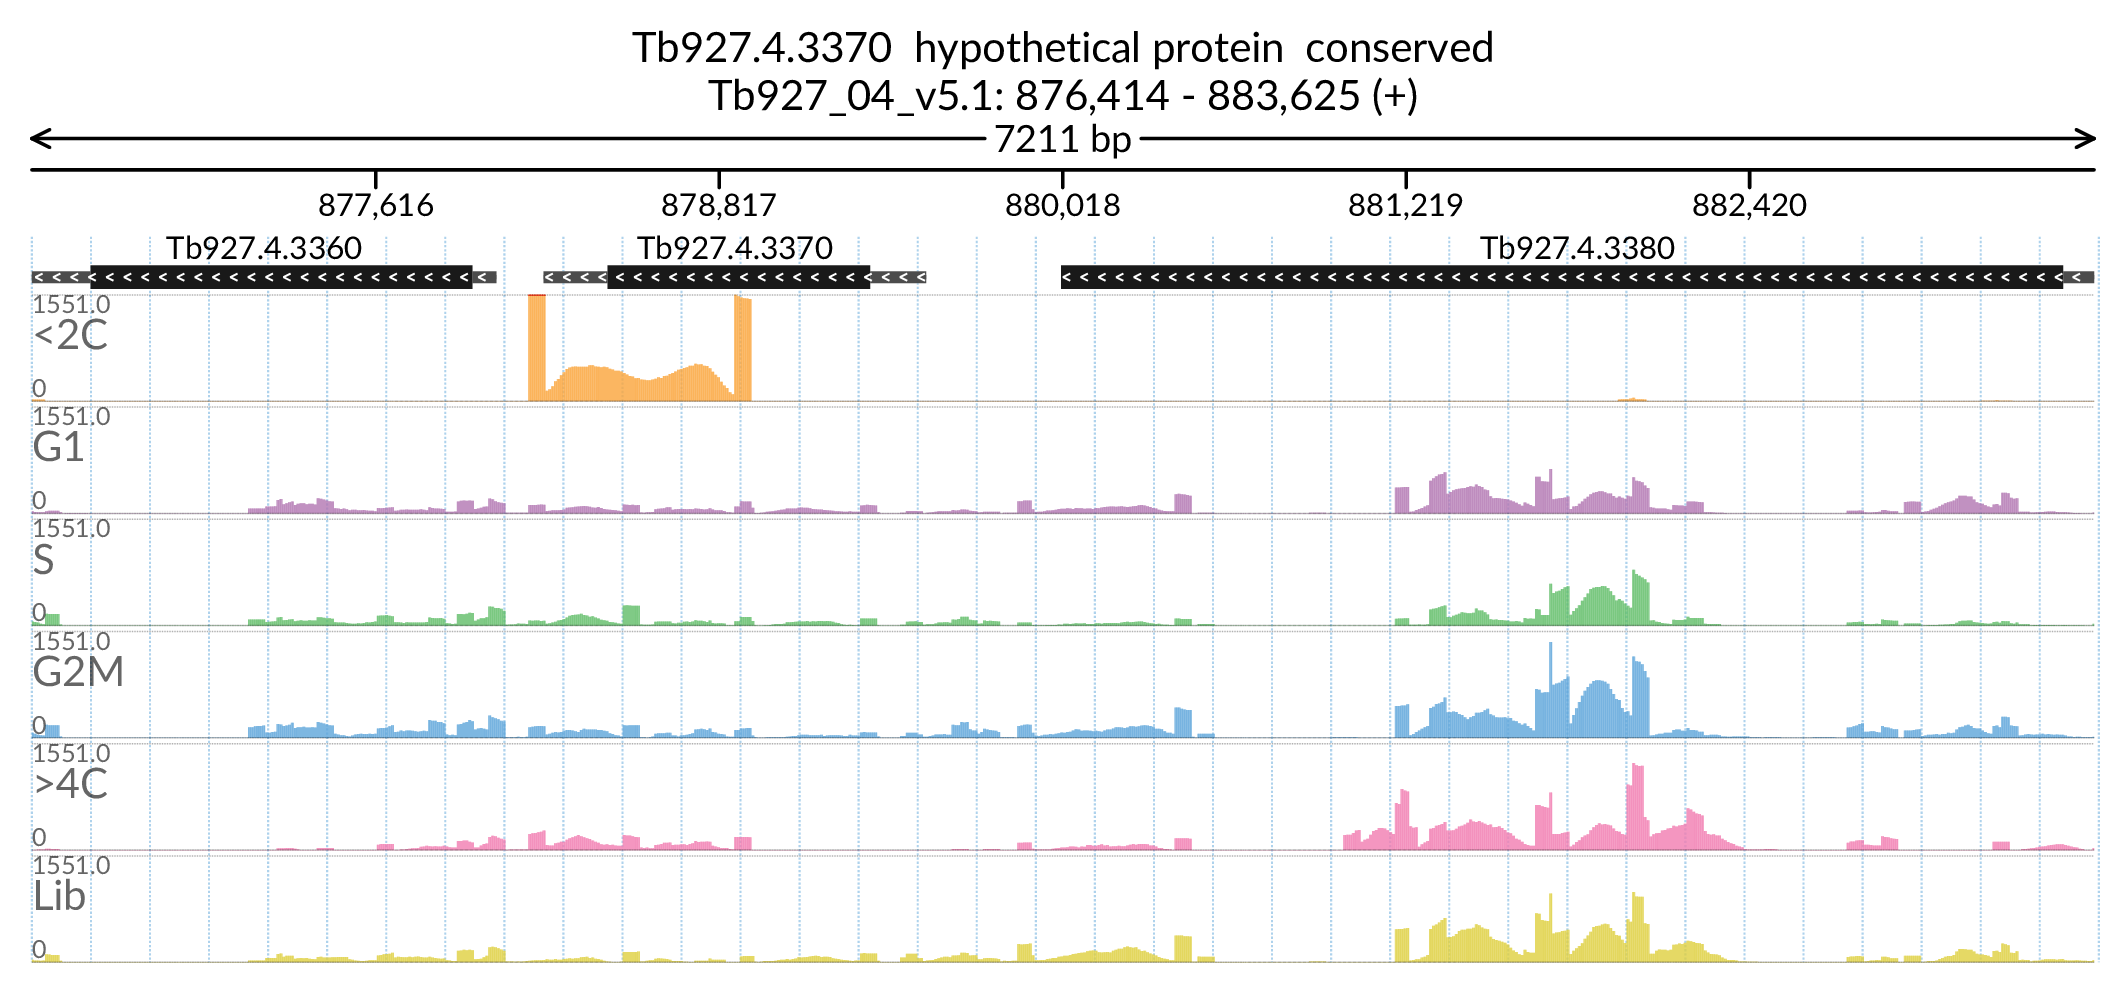 Tb927.4.3370 hypothetical protein conserved
Tb927_04_v5.1: 876,414 - 883,625 (+)
7211 bp
877,616 878,817 880,018 881,219 882,420
Tb927.4.3360 Tb927.4.3370 Tb927.4.3380
1551.0
<2C
0
1551.0
G1
0
1551.0
S
0
1551.0
G2M
0
1551.0
>4C
0
1551.0
Lib
0